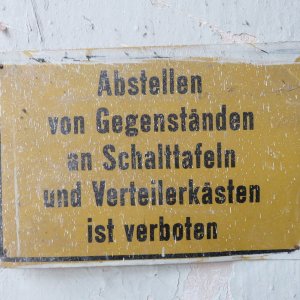 Abstellen
von Gegenständen
an Schalttafeln
und Verteilerkästen
ist verboten